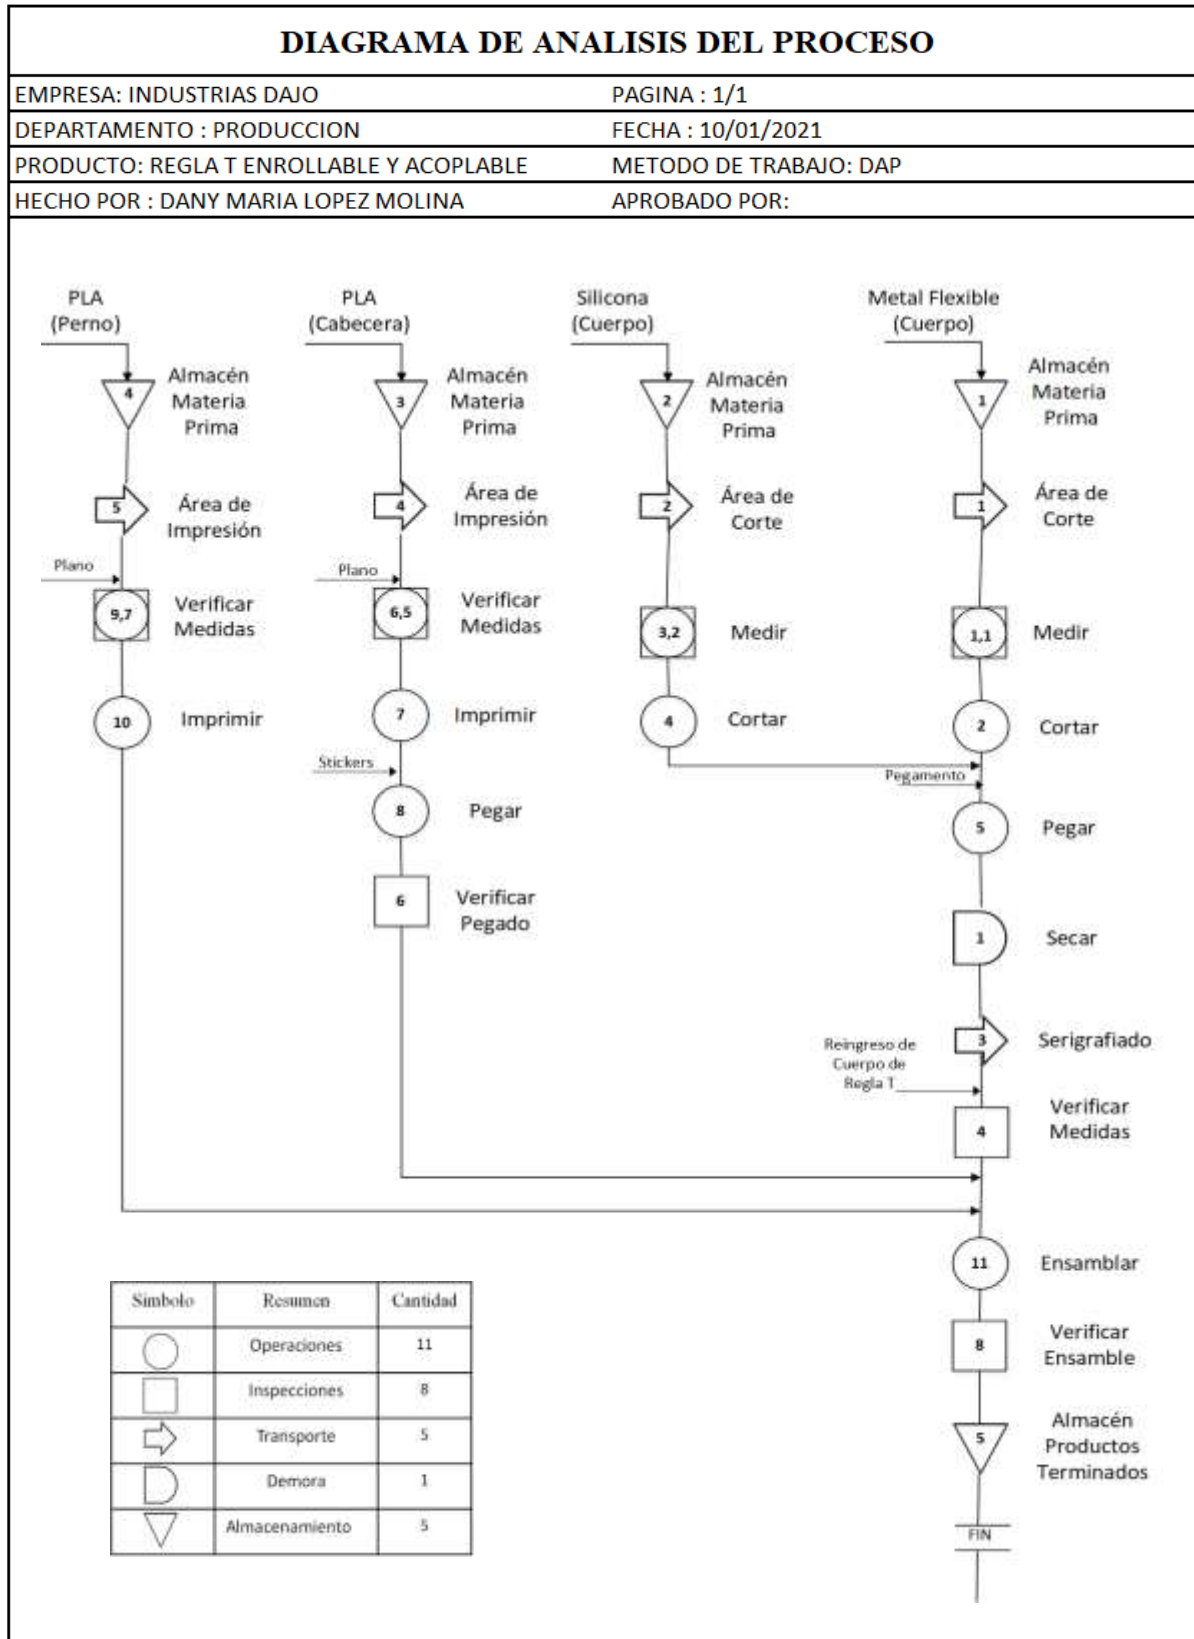 DIAGRAMA DE ANALISIS DEL PROCESO
EMPRESA: INDUSTRIAS DAJO
PAGINA : 1/1
DEPARTAMENTO : PRODUCCION
FECHA : 10/01/2021
PRODUCTO: REGLA T ENROLLABLE Y ACOPLABLE
METODO DE TRABAJO: DAP
HECHO POR : DANY MARIA LOPEZ MOLINA
APROBADO POR:
PLA
(Perno)
4
Almacén
Materia
Prima
5
Área de
Impresión
Plano
9,7
Verificar
Medidas
10
Imprimir
PLA
(Cabecera)
3
Almacén
Materia
Prima
4
Área de
Impresión
Plano
6,5
Verificar
Medidas
7
Imprimir
Stickers
8
Pegar
6
Verificar
Pegado
Silicona
(Cuerpo)
2
Almacén
Materia
Prima
2
Área de
Corte
3,2
Medir
4
Cortar
Metal Flexible
(Cuerpo)
1
Almacén
Materia
Prima
1
Área de
Corte
1,1
Medir
2
Cortar
Pegamento
5
Pegar
1
Secar
3
Serigrafiado
Reingreso de
Cuerpo de
Regla T
4
Verificar
Medidas
11
Ensamblar
8
Verificar
Ensamble
5
Almacén
Productos
Terminados
FIN
Simbolo Resumen Cantidad
Operaciones 11
Inspecciones 8
Transporte 5
Demora 1
Almacenamiento 5